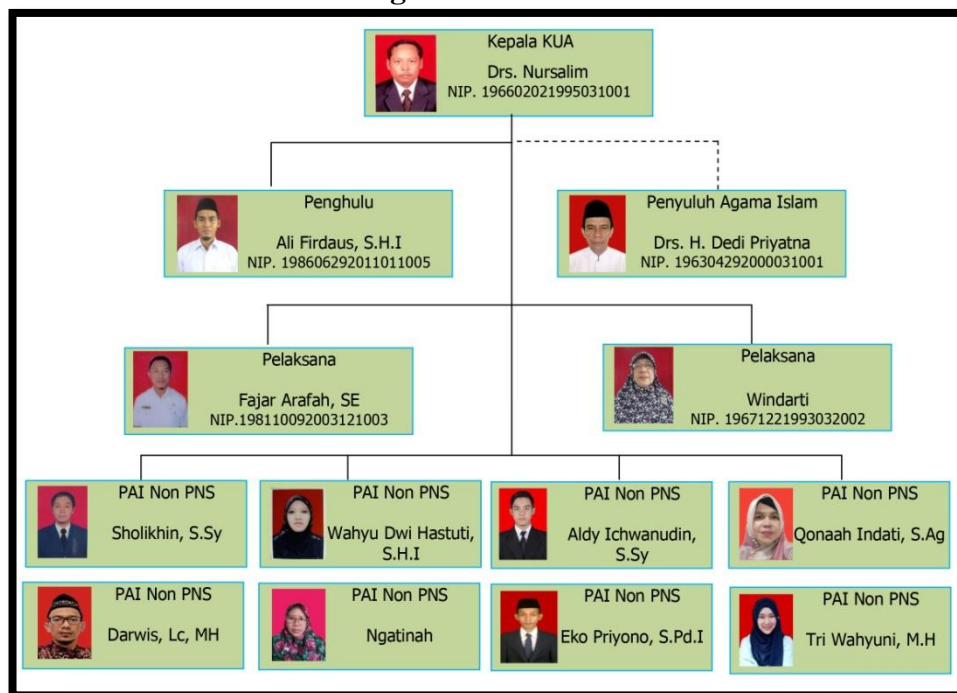 Kepala KUA
Drs. Nursalim
NIP. 196602021995031001
Penghulu
Ali Firdaus, S.H.I
NIP. 198606292011011005
Penyuluh Agama Islam
Drs. H. Dedi Priyatna
NIP. 196304292000031001
Pelaksana
Fajar Arafah, SE
NIP.198110092003121003
Pelaksana
Windarti
NIP. 19671221993032002
PAI Non PNS
Sholikhin, S.Sy
PAI Non PNS
Wahyu Dwi Hastuti,
S.H.I
PAI Non PNS
Aldy Ichwanudin,
S.Sy
PAI Non PNS
Qonaah Indati, S.Ag
PAI Non PNS
Darwis, Lc, MH
PAI Non PNS
Ngatinah
PAI Non PNS
Eko Priyono, S.Pd.I
PAI Non PNS
Tri Wahyuni, M.H